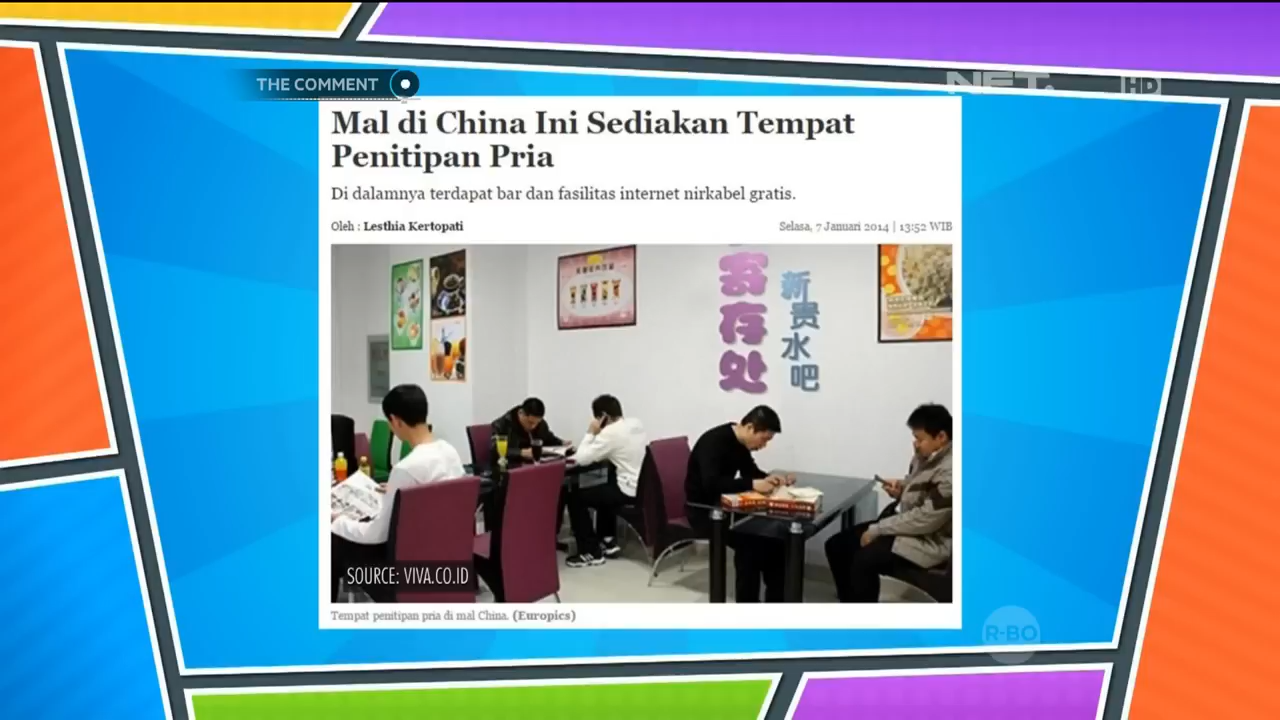 THE COMMENT
NET.
HD
Mal di China Ini Sediakan Tempat
Penitipan Pria
Di dalamnya terdapat bar dan fasilitas internet nirkabel gratis.
Oleh : Lesthia Kertopati
Selasa, 7 Januari 2014 | 13:52 WIB
寄存处
新贵水吧
SOURCE: VIVA.CO.ID
Tempat penitipan pria di mal China. (Europics)
R-BO